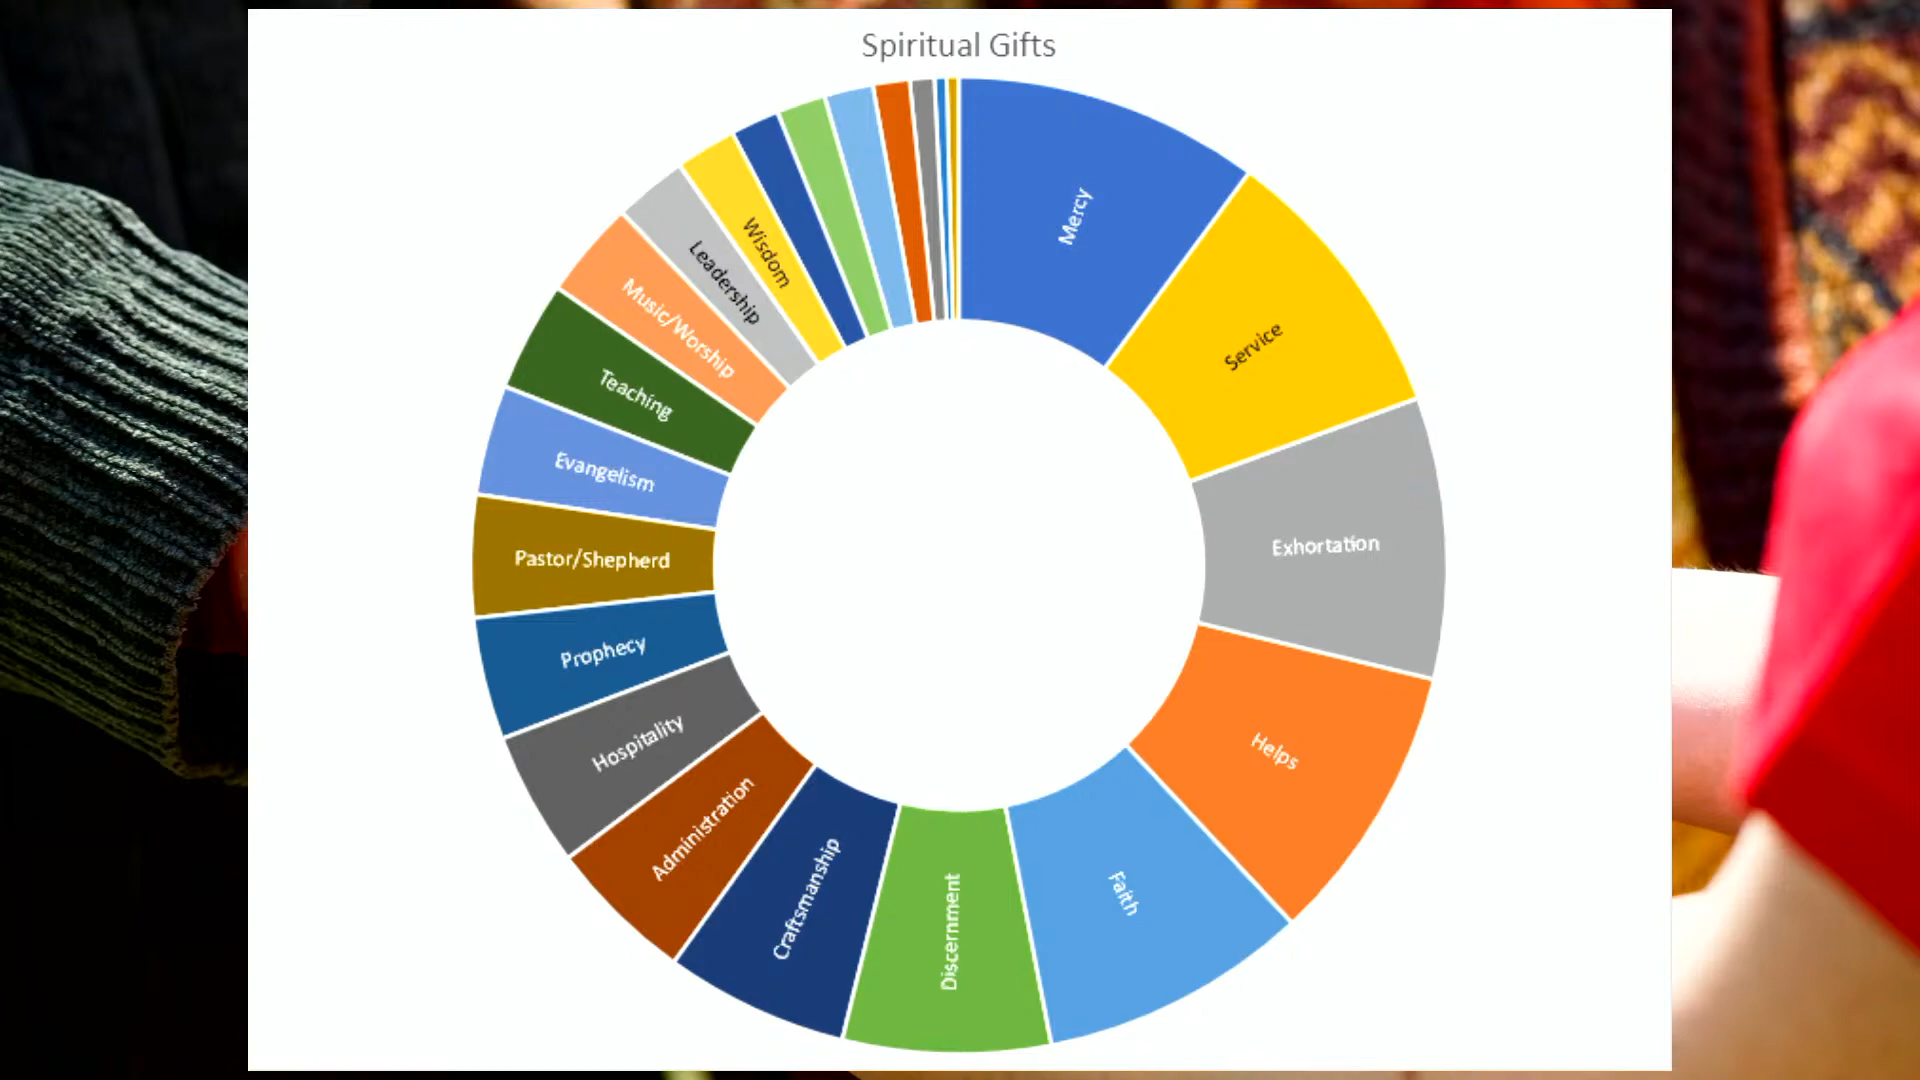 Spiritual Gifts
Mercy
Service
Exhortation
Helps
Faith
Discernment
Craftsmanship
Administration
Hospitality
Prophecy
Pastor/Shepherd
Evangelism
Teaching
Music/Worship
Leadership
Wisdom